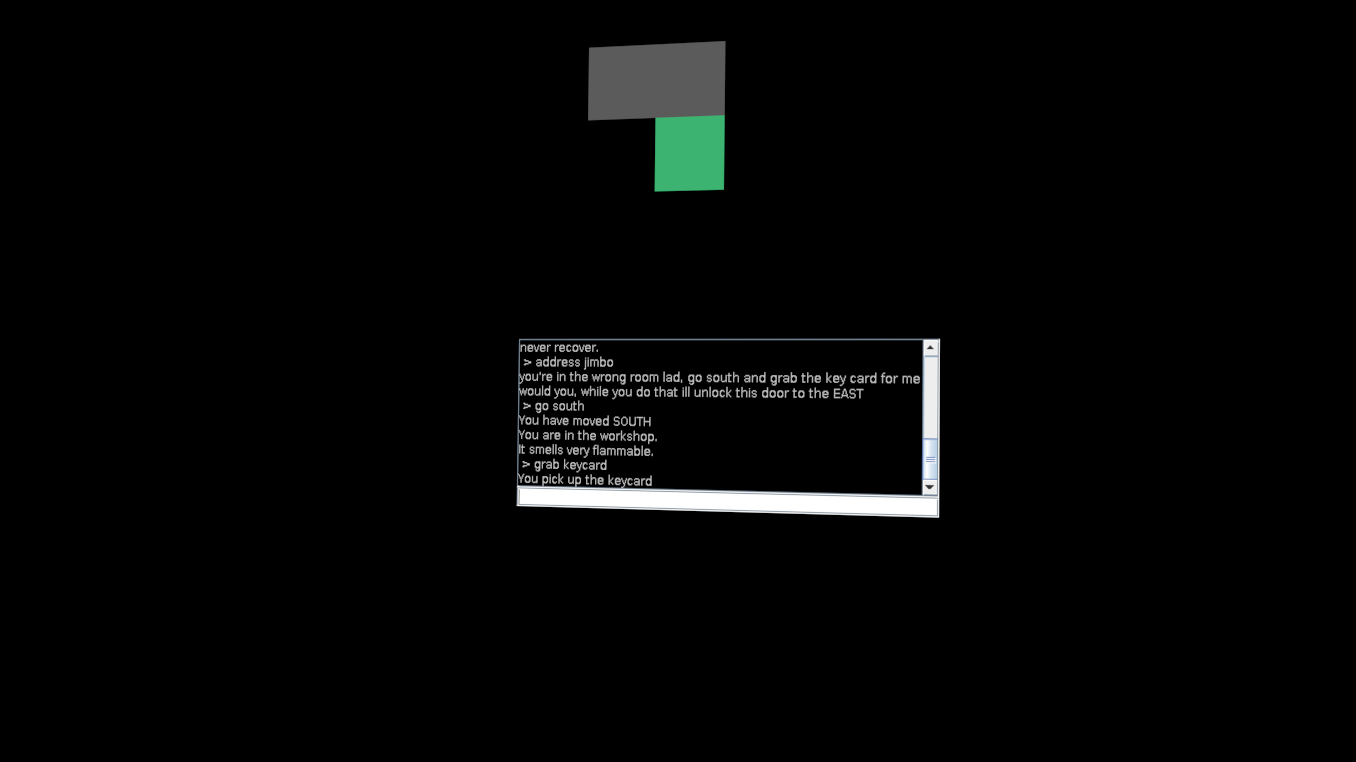 never recover.
> address jimbo
you're in the wrong room lad, go south and grab the key card for me
would you, while you do that ill unlock this door to the EAST
> go south
You have moved SOUTH
You are in the workshop.
It smells very flammable.
> grab keycard
You pick up the keycard